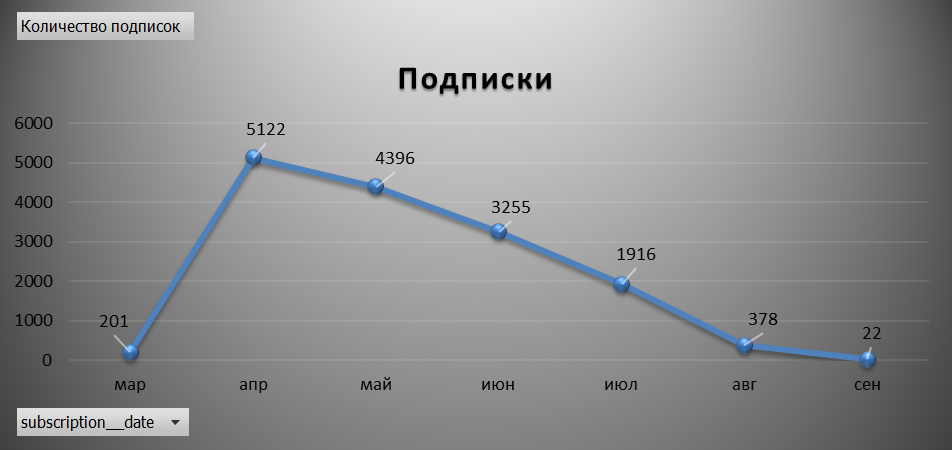 Количество подписок
Подписки
6000
5000
4000
3000
2000
1000
0
201
5122
4396
3255
1916
378
22
мар
апр
май
июн
июл
авг
сен
subscription__date